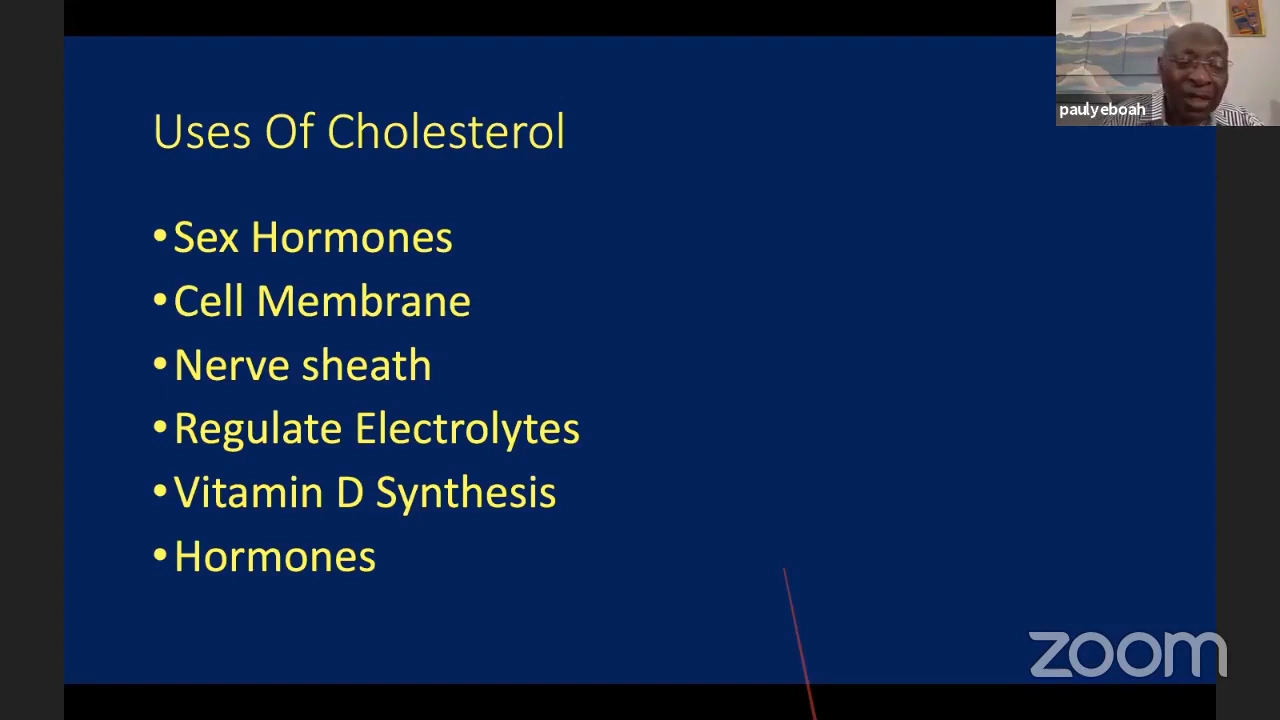 paulyeboah
Uses Of Cholesterol
•Sex Hormones
•Cell Membrane
•Nerve sheath
•Regulate Electrolytes
•Vitamin D Synthesis
•Hormones
zoom